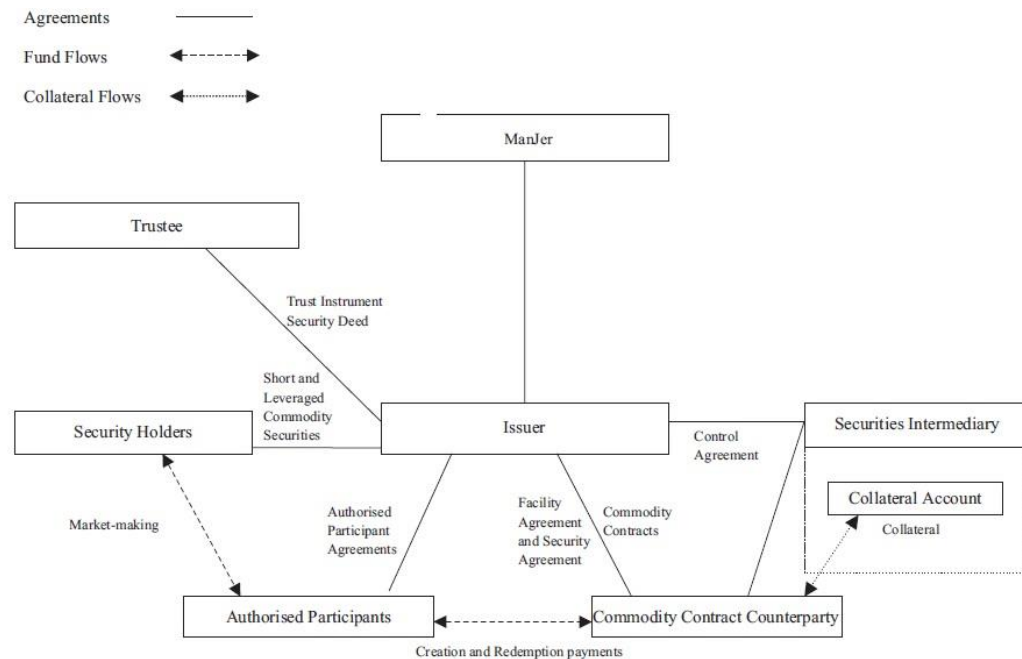 Agreements
Fund Flows
Collateral Flows
ManJer
Trustee
Trust Instrument
Security Deed
Short and
Leveraged
Commodity
Securities
Security Holders
Issuer
Securities Intermediary
Control
Agreement
Collateral Account
Collateral
Market-making
Authorised
Participant
Agreements
Facility
Agreement
and Security
Agreement
Commodity
Contracts
Authorised Participants
Commodity Contract Counterparty
Creation and Redemption payments